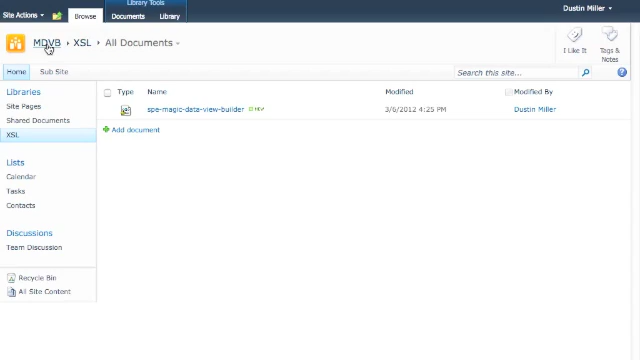 Library Tools
Site Actions Browse Documents Library Dustin Miller
MDVB XSL All Documents
I Like It Tags & Notes
Home Sub Site Search this site...
Libraries
Site Pages
Shared Documents
XSL
Lists
Calendar
Tasks
Contacts
Discussions
Team Discussion
Recycle Bin
All Site Content
Type Name Modified Modified By
spe-magic-data-view-builder NEW 3/6/2012 4:25 PM Dustin Miller
Add document